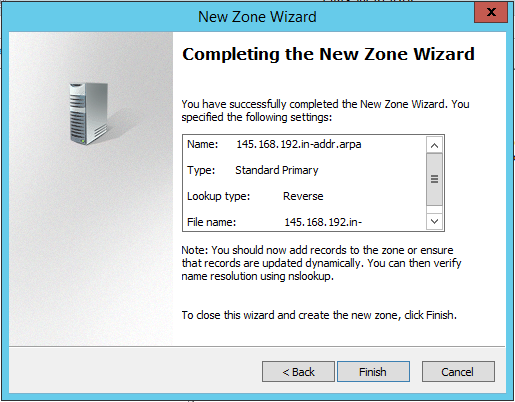 New Zone Wizard
x
Completing the New Zone Wizard
You have successfully completed the New Zone Wizard. You
specified the following settings:
Name: 145.168.192.in-addr.arpa
Type: Standard Primary
Lookup type: Reverse
File name: 145.168.192.in-
Note: You should now add records to the zone or ensure
that records are updated dynamically. You can then verify
name resolution using nslookup.
To close this wizard and create the new zone, click Finish.
< Back
Finish
Cancel